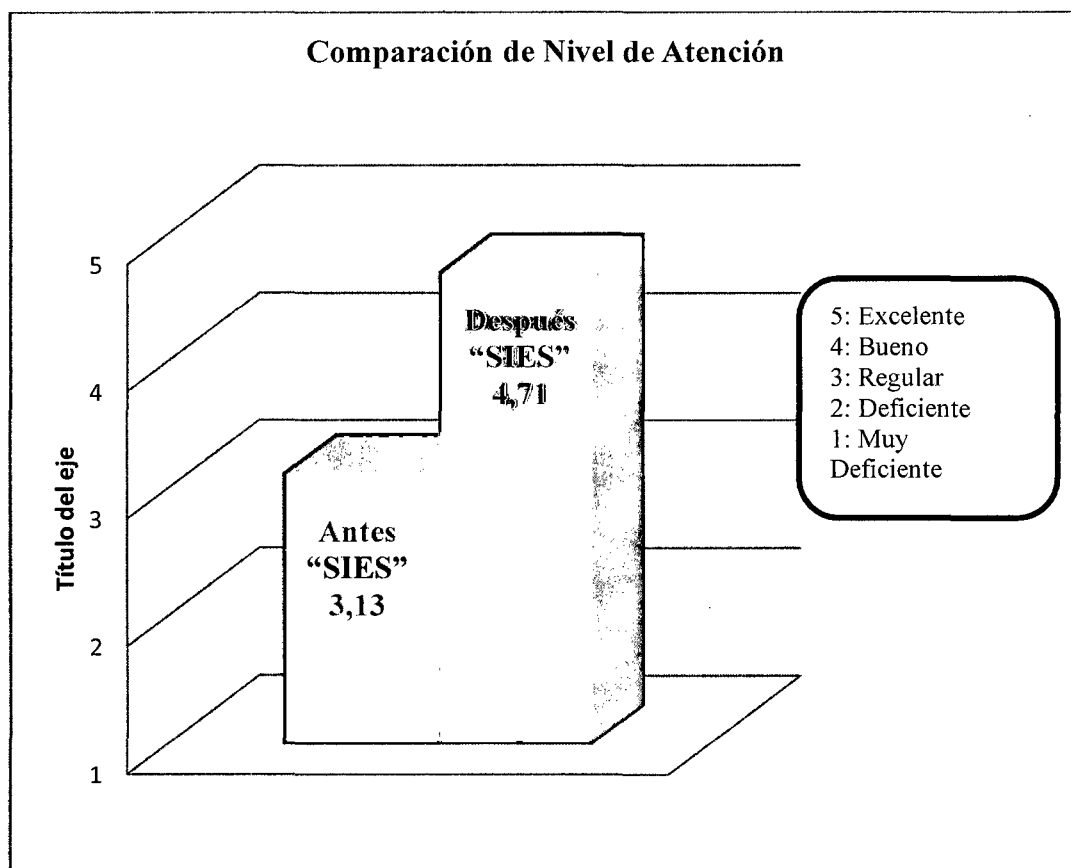 Comparación de Nivel de Atención
5
4
3
2
1
Título del eje
Antes
“SIES”
3,13
Después
“SIES”
4,71
5: Excelente
4: Bueno
3: Regular
2: Deficiente
1: Muy
Deficiente